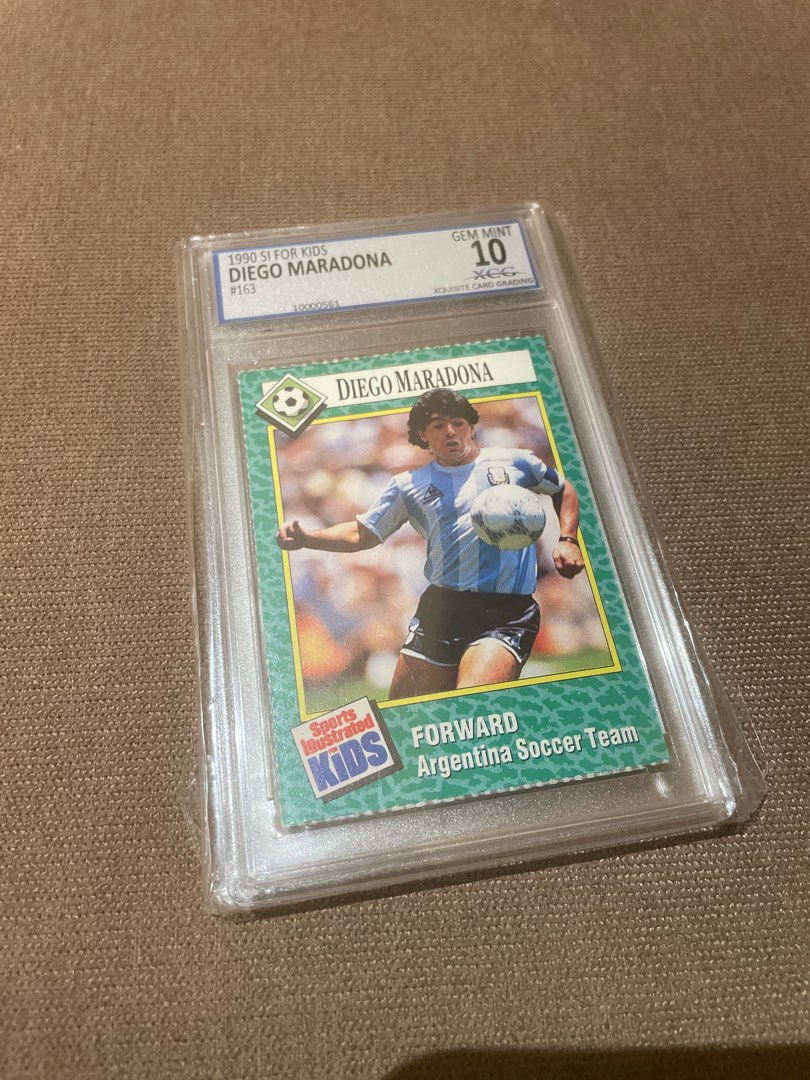 1990 SI FOR KIDS
GEM MINT
DIEGO MARADONA
10
#163
XCG
10000561
XQUISITE CARD GRADING
DIEGO MARADONA
Sports
Illustrated
FOR
KIDS
FORWARD
Argentina Soccer Team